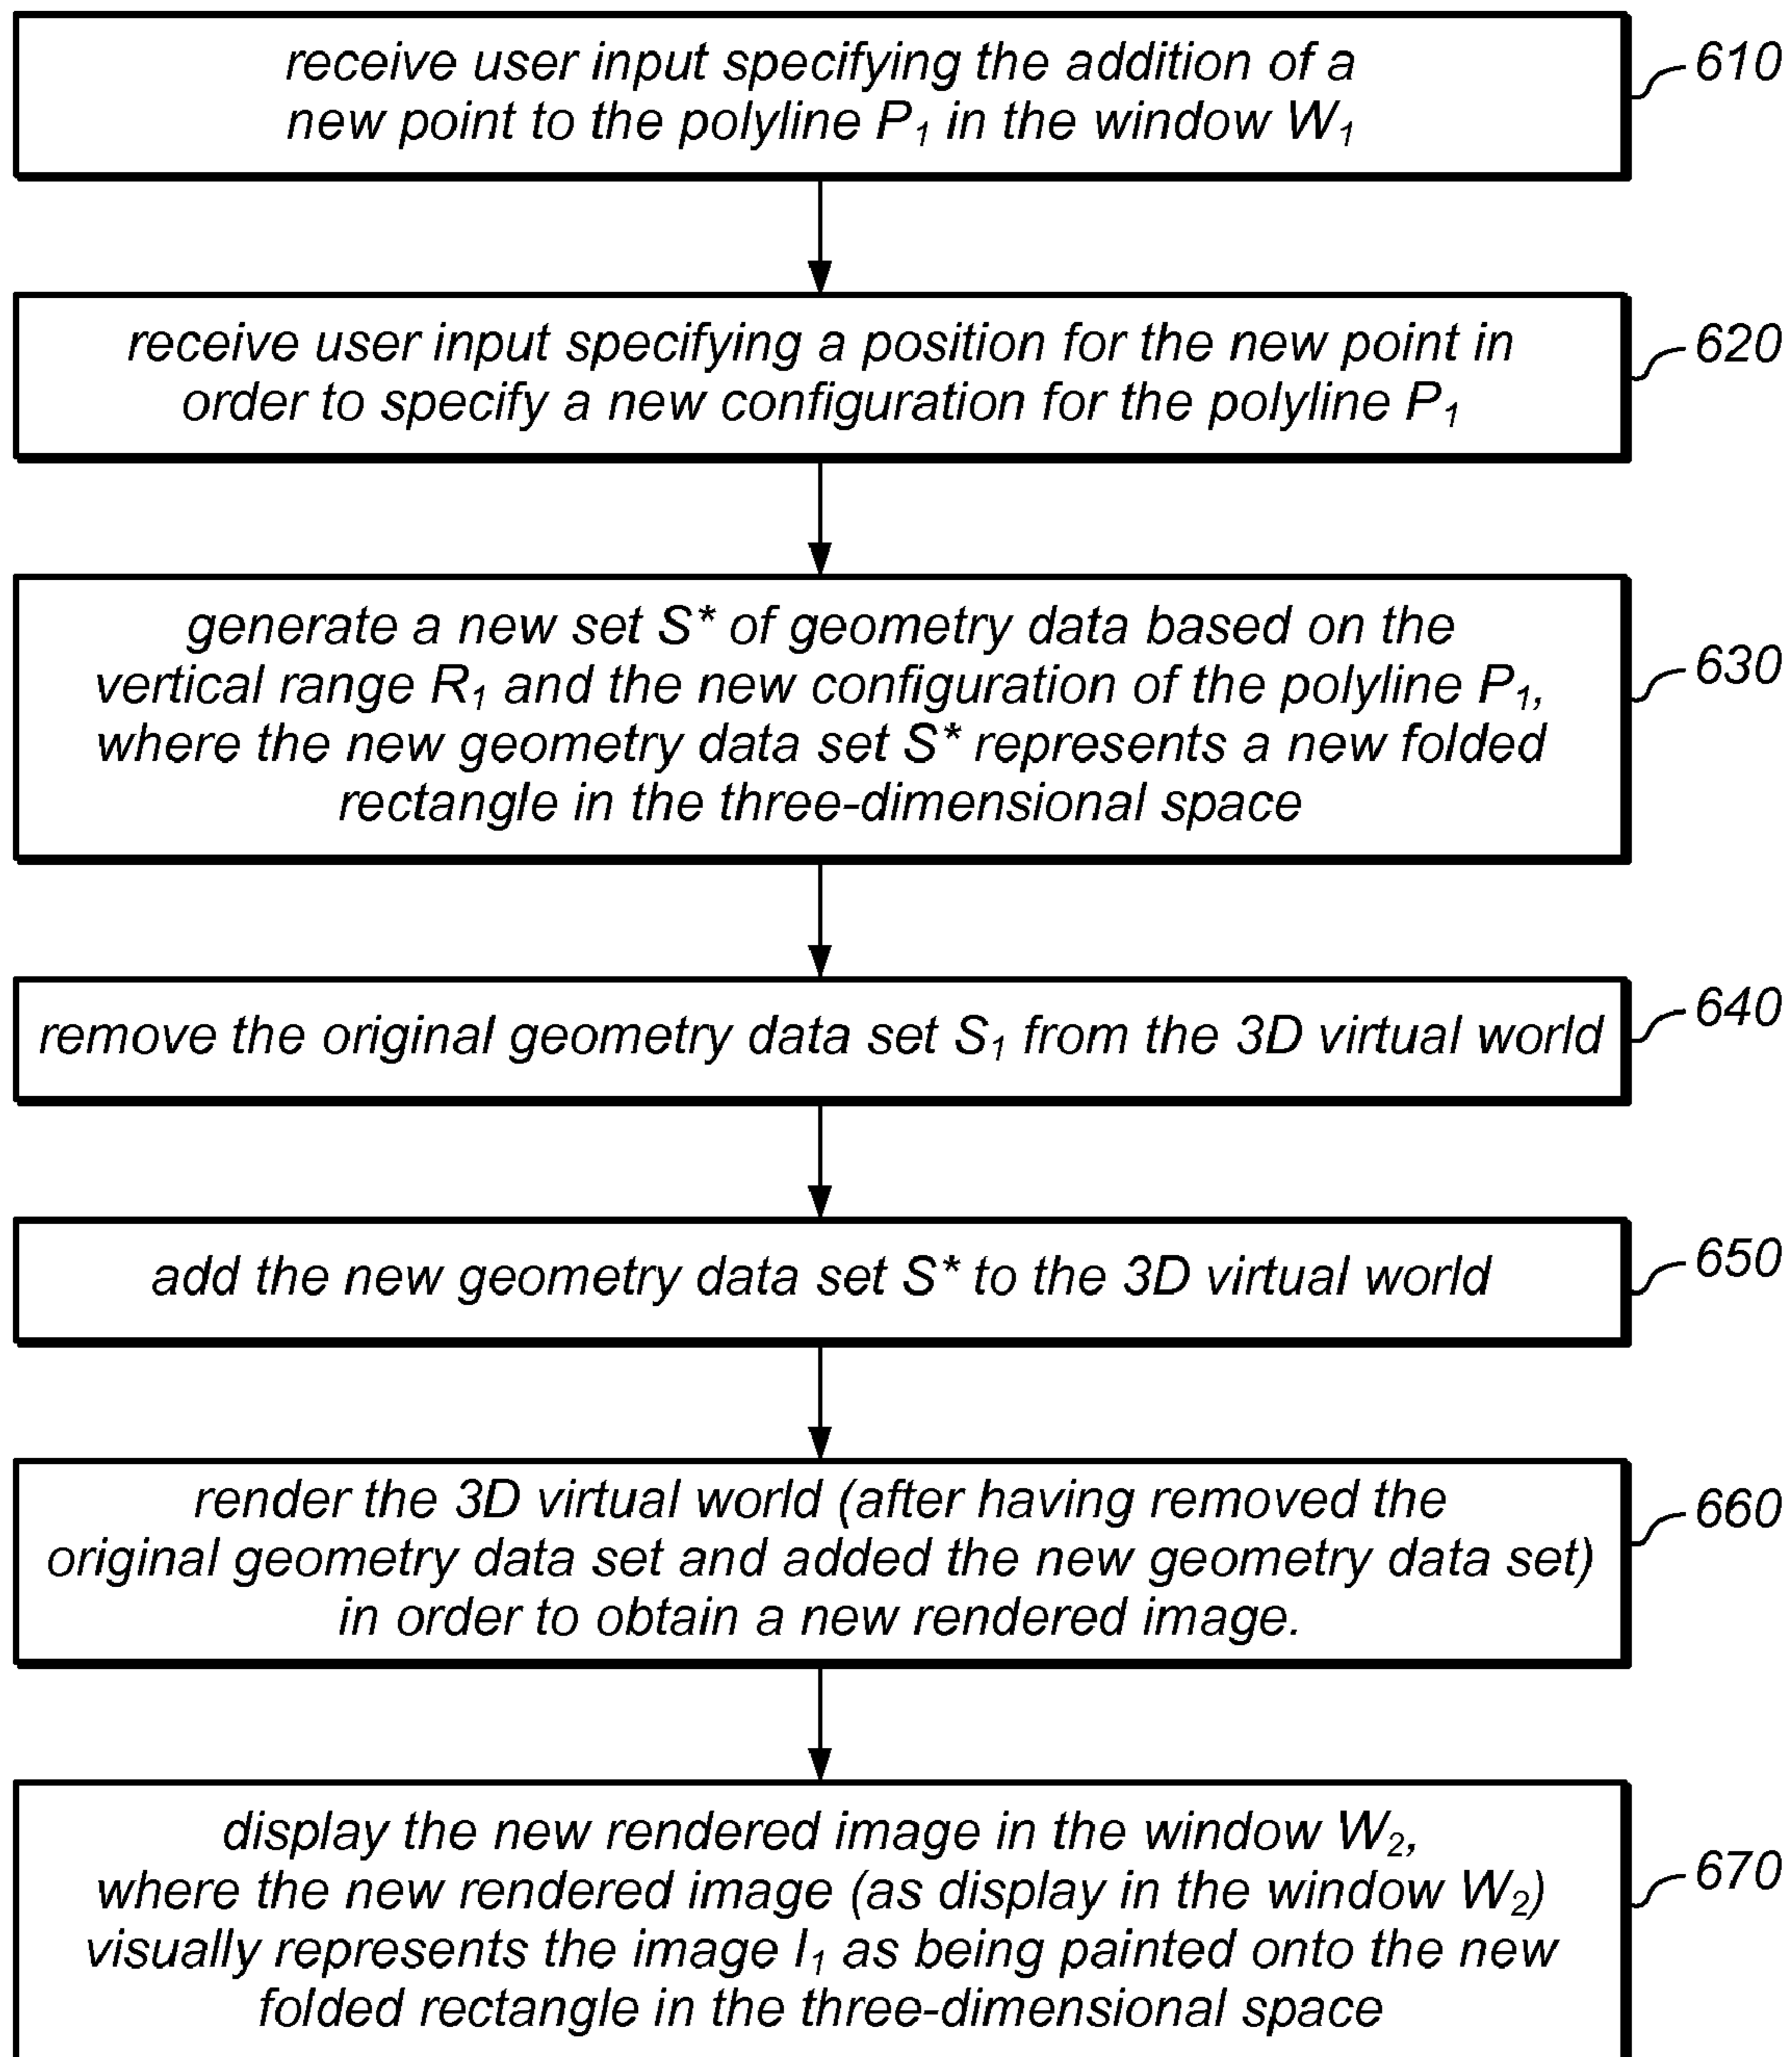 receive user input specifying the addition of a
new point to the polyline P₁ in the window W₁
610
receive user input specifying a position for the new point in
order to specify a new configuration for the polyline P₁
620
generate a new set S* of geometry data based on the
vertical range R₁ and the new configuration of the polyline P₁,
where the new geometry data set S* represents a new folded
rectangle in the three-dimensional space
630
remove the original geometry data set S₁ from the 3D virtual world
640
add the new geometry data set S* to the 3D virtual world
650
render the 3D virtual world (after having removed the
original geometry data set and added the new geometry data set)
in order to obtain a new rendered image.
660
display the new rendered image in the window W₂,
where the new rendered image (as display in the window W₂)
visually represents the image I₁ as being painted onto the new
folded rectangle in the three-dimensional space
670